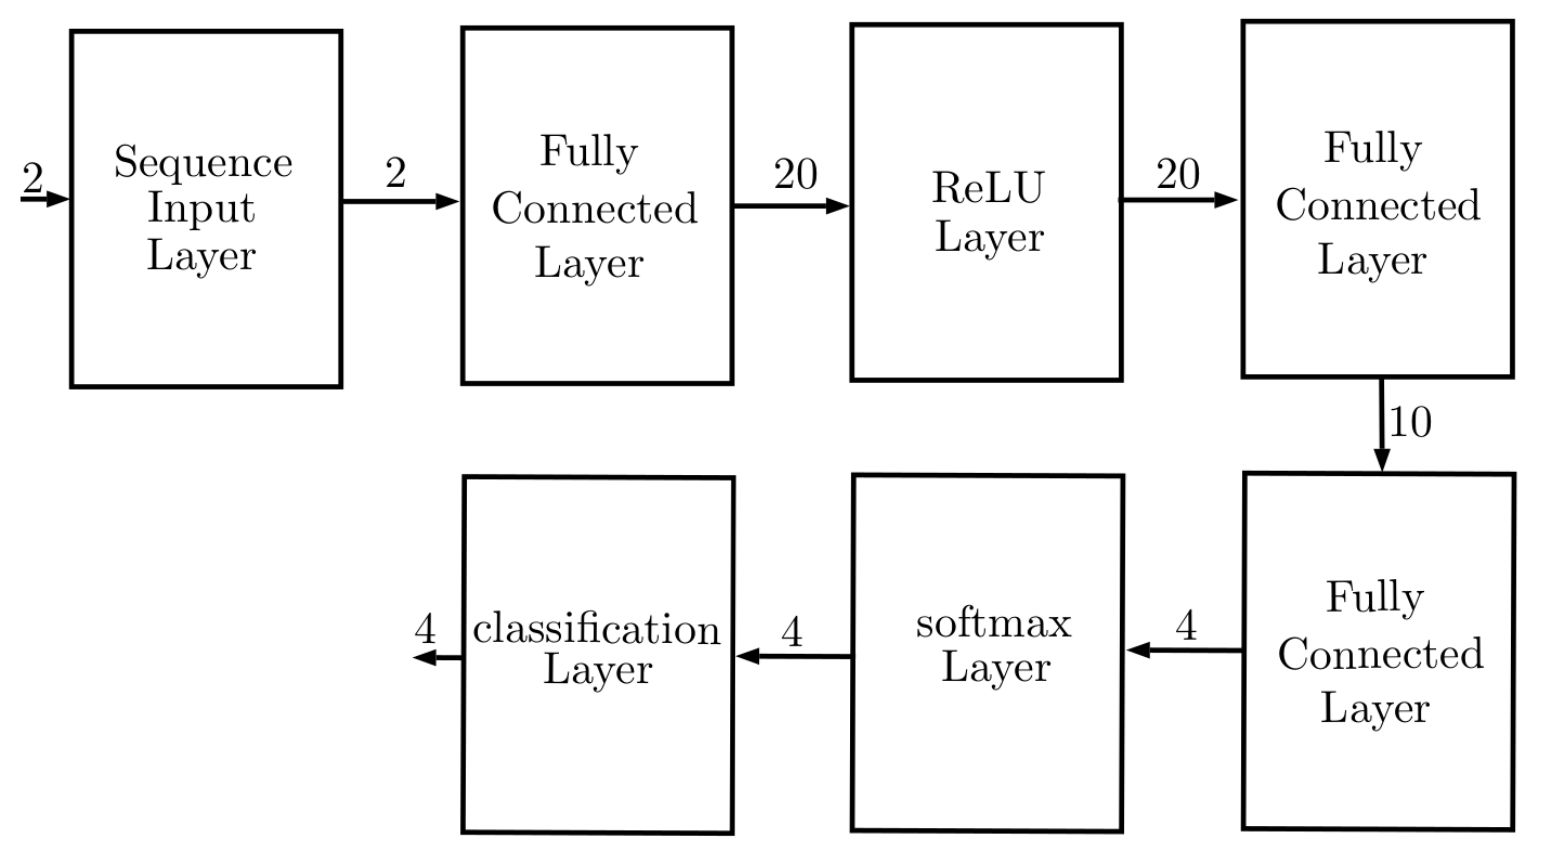 2
Sequence
Input
Layer
2
Fully
Connected
Layer
20
ReLU
Layer
20
Fully
Connected
Layer
10
Fully
Connected
Layer
4
softmax
Layer
4
classification
Layer
4